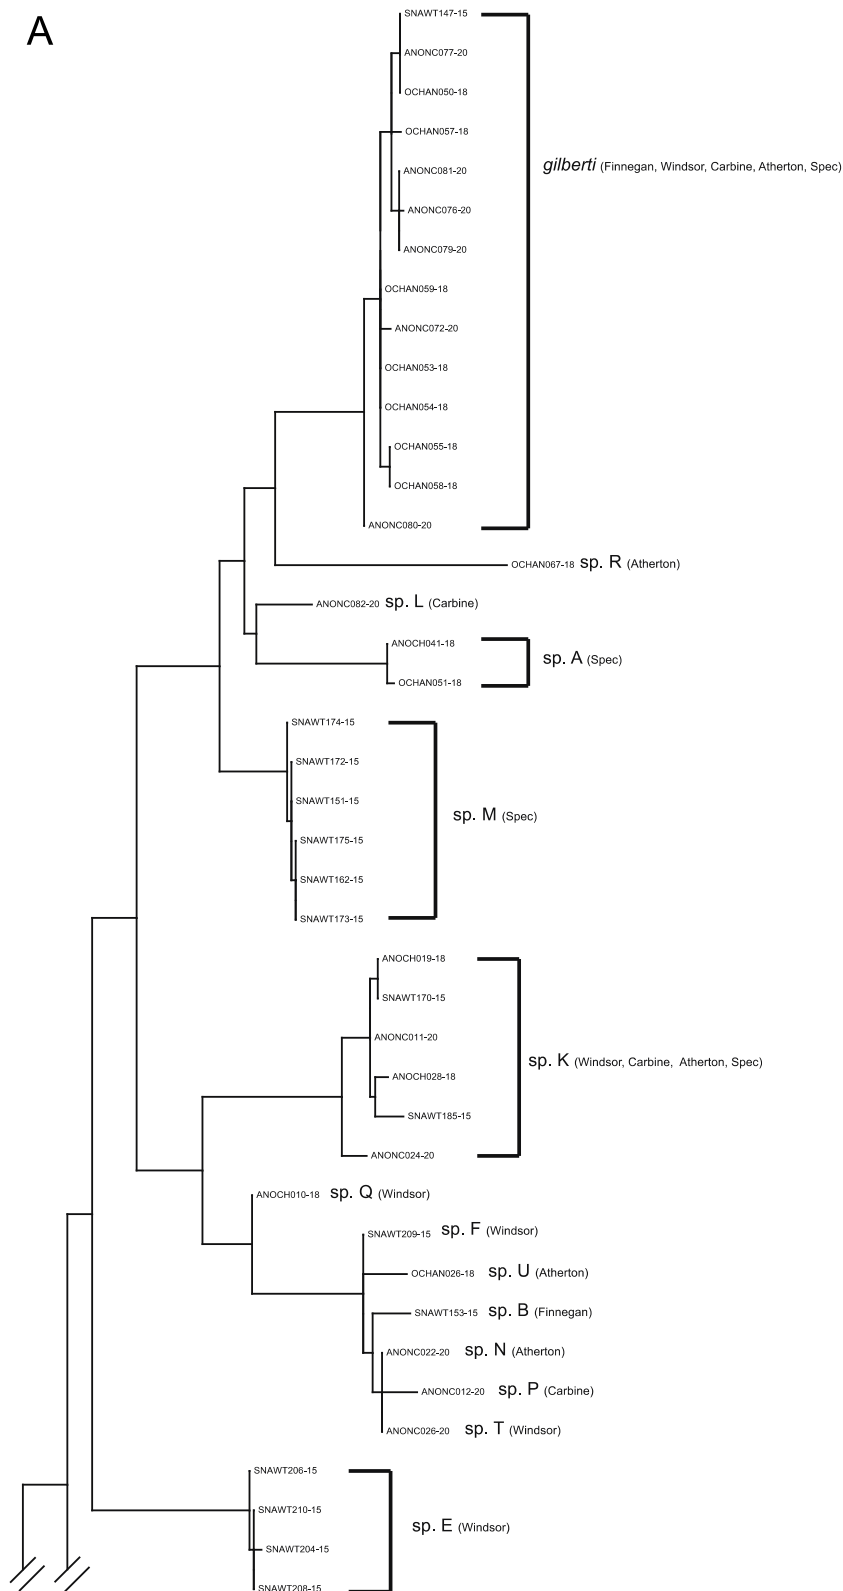 A
SNAWT147-15
ANONC077-20
OCHAN050-18
OCHAN057-18
gilberti (Finnegan, Windsor, Carbine, Atherton, Spec)
ANONC081-20
ANONC076-20
ANONC079-20
OCHAN059-18
ANONC072-20
OCHAN053-18
OCHAN054-18
OCHAN055-18
OCHAN058-18
ANONC080-20
OCHAN067-18 sp. R (Atherton)
ANONC082-20 sp. L (Carbine)
ANOCH041-18
sp. A (Spec)
OCHAN051-18
SNAWT174-15
SNAWT172-15
SNAWT151-15
sp. M (Spec)
SNAWT175-15
SNAWT162-15
SNAWT173-15
ANOCH019-18
SNAWT170-15
ANONC011-20
sp. K (Windsor, Carbine, Atherton, Spec)
ANOCH028-18
SNAWT185-15
ANONC024-20
ANOCH010-18 sp. Q (Windsor)
SNAWT209-15 sp. F (Windsor)
OCHAN026-18 sp. U (Atherton)
SNAWT153-15 sp. B (Finnegan)
ANONC022-20 sp. N (Atherton)
ANONC012-20 sp. P (Carbine)
ANONC026-20 sp. T (Windsor)
SNAWT206-15
SNAWT210-15
sp. E (Windsor)
SNAWT204-15
SNAWT208-15